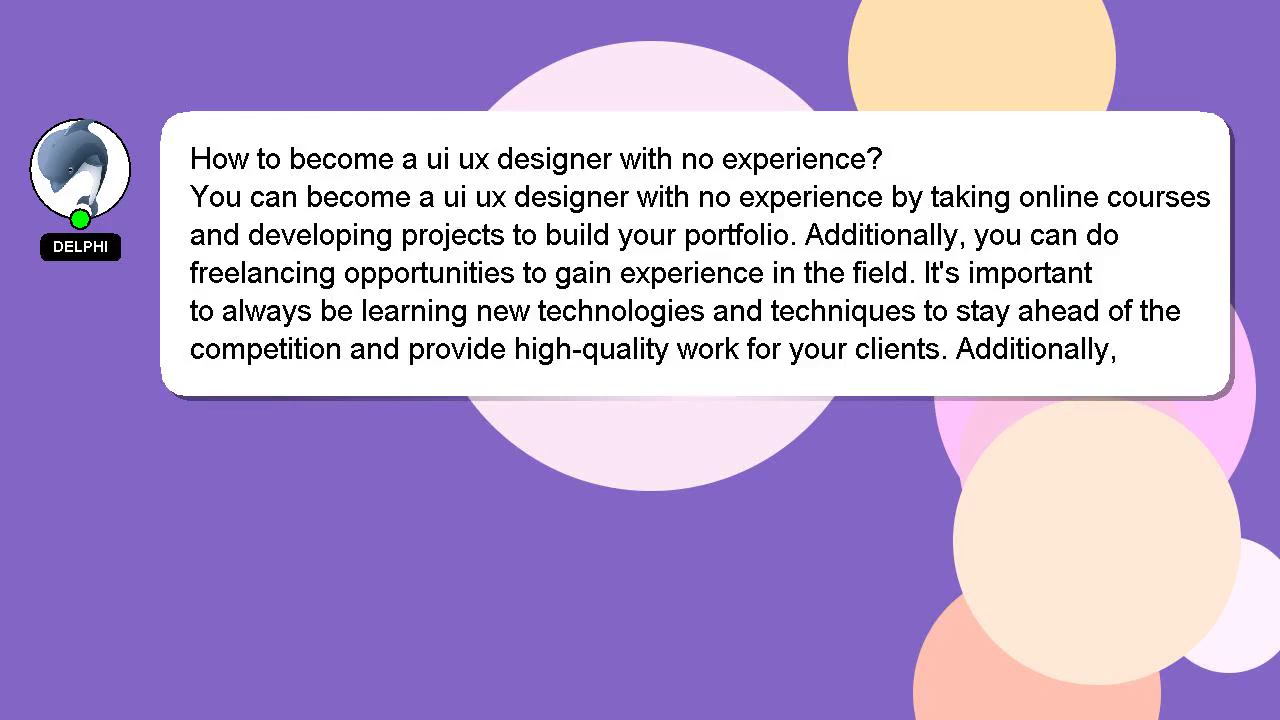 How to become a ui ux designer with no experience?
You can become a ui ux designer with no experience by taking online courses
and developing projects to build your portfolio. Additionally, you can do
freelancing opportunities to gain experience in the field. It's important
to always be learning new technologies and techniques to stay ahead of the
competition and provide high-quality work for your clients. Additionally,
DELPHI